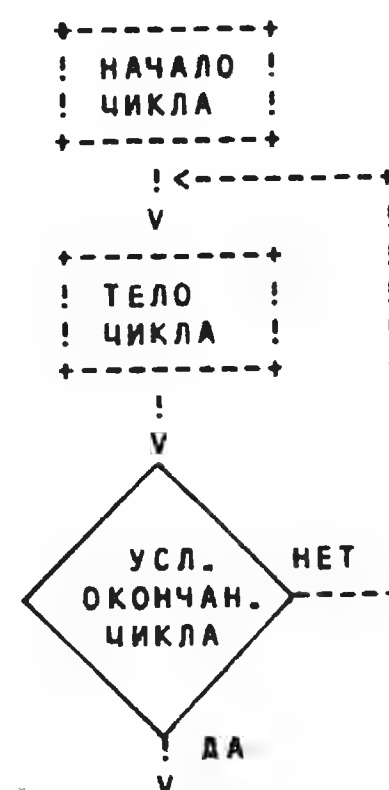 НАЧАЛО
ЦИКЛА
ТЕЛО
ЦИКЛА
УСЛ.
ОКОНЧАН.
ЦИКЛА
НЕТ
ДА